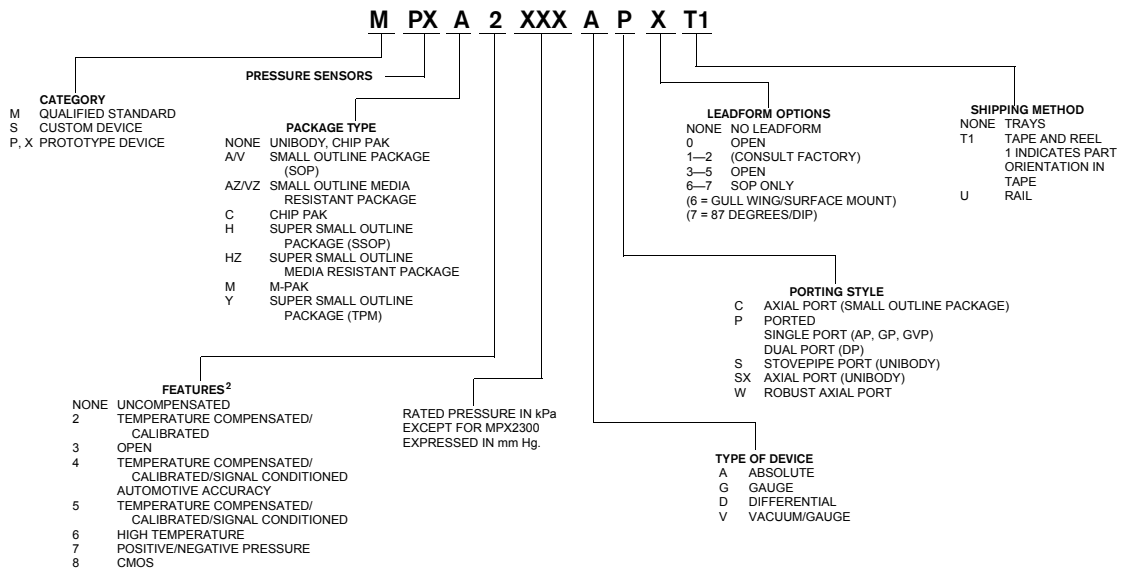 M PX A 2 XXX A P X T1
PRESSURE SENSORS
CATEGORY
M QUALIFIED STANDARD
S CUSTOM DEVICE
P, X PROTOTYPE DEVICE
PACKAGE TYPE
NONE UNIBODY, CHIP PAK
A/V SMALL OUTLINE PACKAGE
(SOP)
AZ/VZ SMALL OUTLINE MEDIA
RESISTANT PACKAGE
C CHIP PAK
H SUPER SMALL OUTLINE
PACKAGE (SSOP)
HZ SUPER SMALL OUTLINE
MEDIA RESISTANT PACKAGE
M M-PAK
Y SUPER SMALL OUTLINE
PACKAGE (TPM)
LEADFORM OPTIONS
NONE NO LEADFORM
0 OPEN
1—2 (CONSULT FACTORY)
3—5 OPEN
6—7 SOP ONLY
(6 = GULL WING/SURFACE MOUNT)
(7 = 87 DEGREES/DIP)
SHIPPING METHOD
NONE TRAYS
T1 TAPE AND REEL
1 INDICATES PART
ORIENTATION IN
TAPE
U RAIL
PORTING STYLE
C AXIAL PORT (SMALL OUTLINE PACKAGE)
P PORTED
SINGLE PORT (AP, GP, GVP)
DUAL PORT (DP)
S STOVEPIPE PORT (UNIBODY)
SX AXIAL PORT (UNIBODY)
W ROBUST AXIAL PORT
FEATURES2
NONE UNCOMPENSATED
2 TEMPERATURE COMPENSATED/
CALIBRATED
3 OPEN
4 TEMPERATURE COMPENSATED/
CALIBRATED/SIGNAL CONDITIONED
AUTOMOTIVE ACCURACY
5 TEMPERATURE COMPENSATED/
CALIBRATED/SIGNAL CONDITIONED
6 HIGH TEMPERATURE
7 POSITIVE/NEGATIVE PRESSURE
8 CMOS
RATED PRESSURE IN kPa
EXCEPT FOR MPX2300
EXPRESSED IN mm Hg.
TYPE OF DEVICE
A ABSOLUTE
G GAUGE
D DIFFERENTIAL
V VACUUM/GAUGE